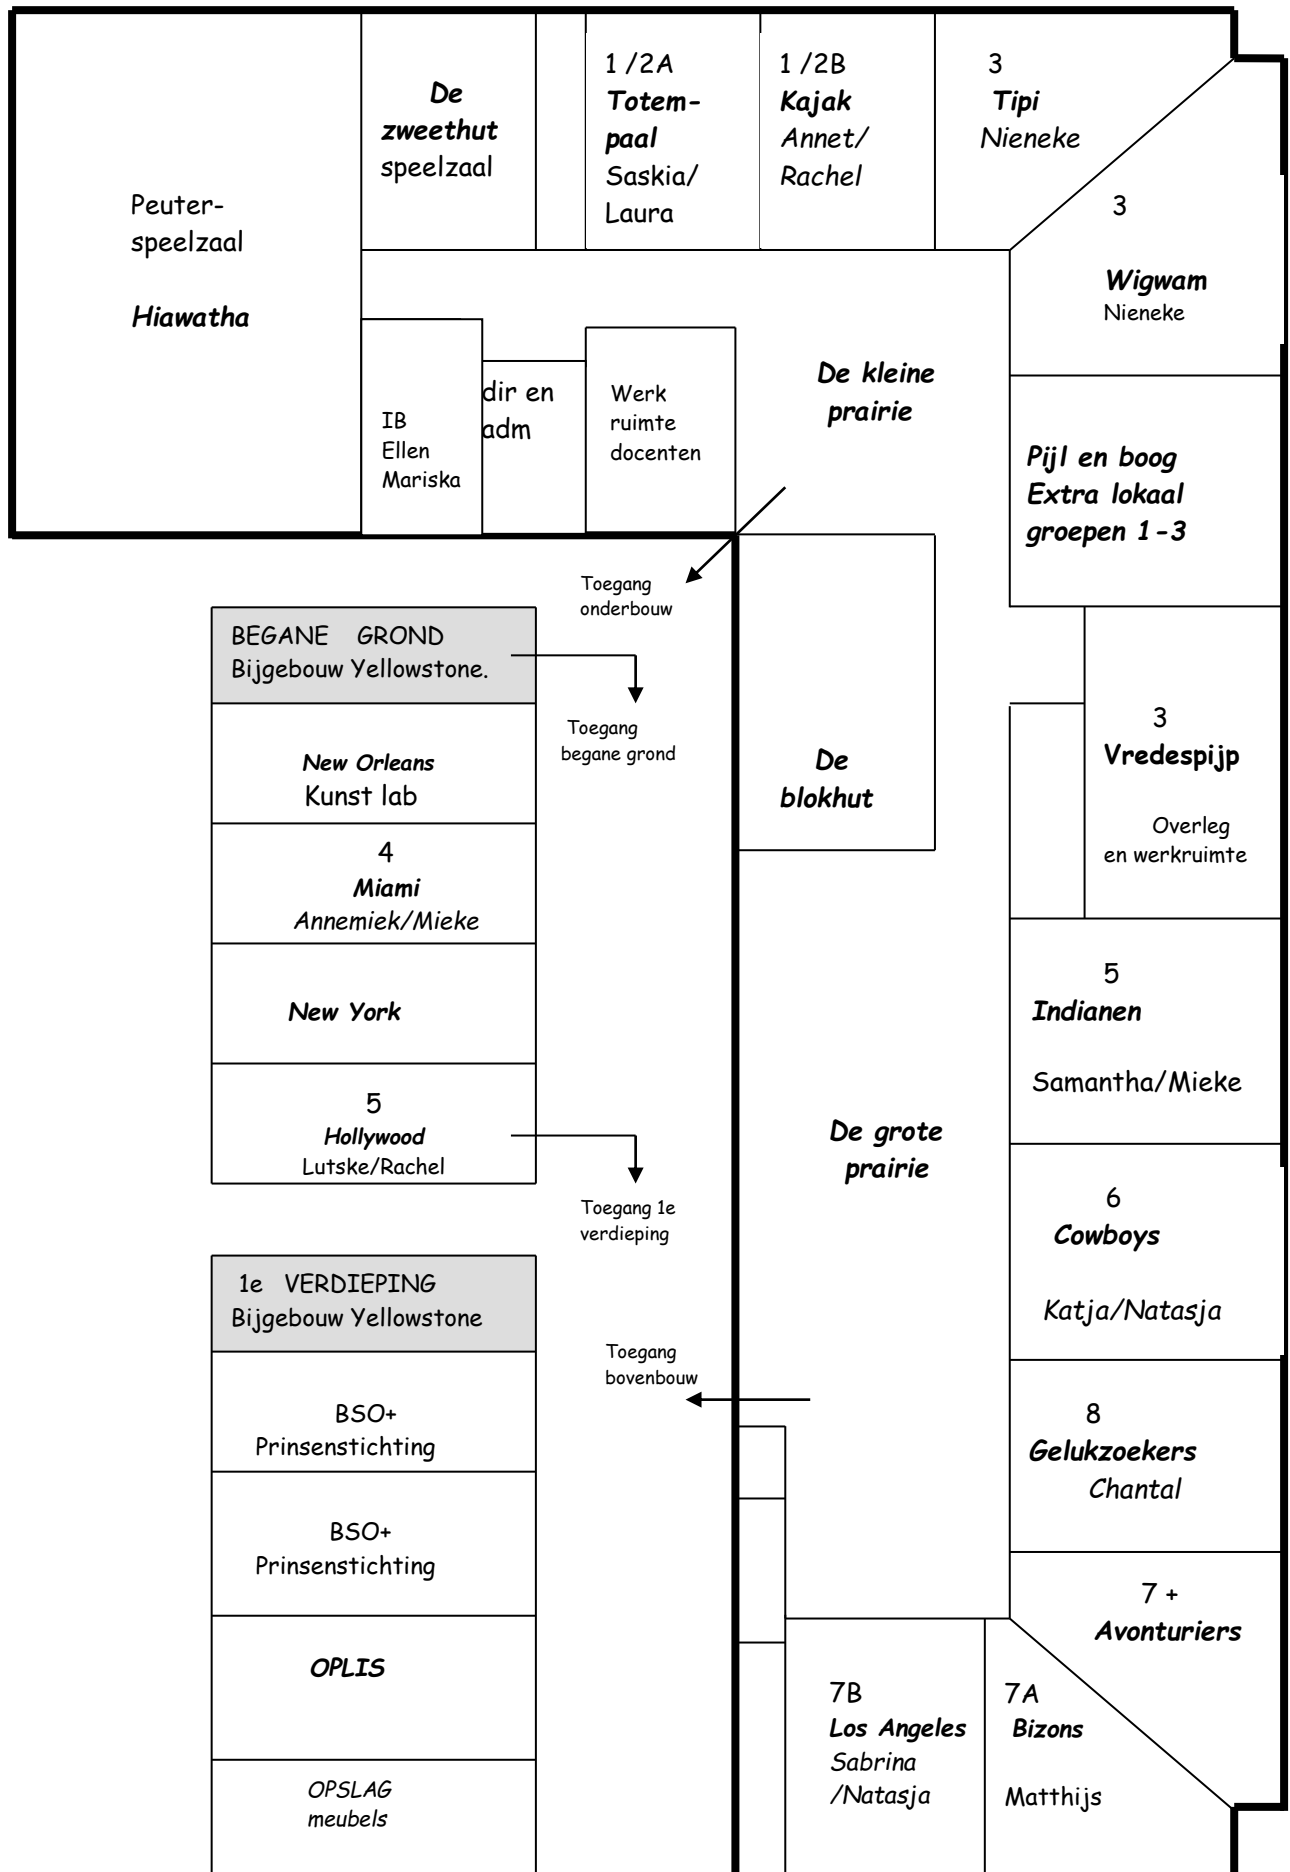 Peuter-
speelzaal
Hiawatha
De
zweethut
speelzaal
1 /2A
Totem-
paal
Saskia/
Laura
1 /2B
Kajak
Annet/
Rachel
3
Tipi
Nieneke
3
Wigwam
Nieneke
IB
Ellen
Mariska
dir en
adm
Werk
ruimte
docenten
De kleine
prairie
Pijl en boog
Extra lokaal
groepen 1-3
Toegang
onderbouw
BEGANE GROND
Bijgebouw Yellowstone.
Toegang
begane grond
New Orleans
Kunst lab
4
Miami
Annemiek/Mieke
New York
5
Hollywood
Lutske/Rachel
Toegang 1e
verdieping
De
blokhut
3
Vredespijp
Overleg
en werkruimte
5
Indianen
Samantha/Mieke
De grote
prairie
6
Cowboys
Katja/Natasja
1e VERDIEPING
Bijgebouw Yellowstone
Toegang
bovenbouw
BSO+
Prinsenstichting
BSO+
Prinsenstichting
OPLIS
OPSLAG
meubels
8
Gelukzoekers
Chantal
7 +
Avonturiers
7B
Los Angeles
Sabrina
/Natasja
7A
Bizons
Matthijs